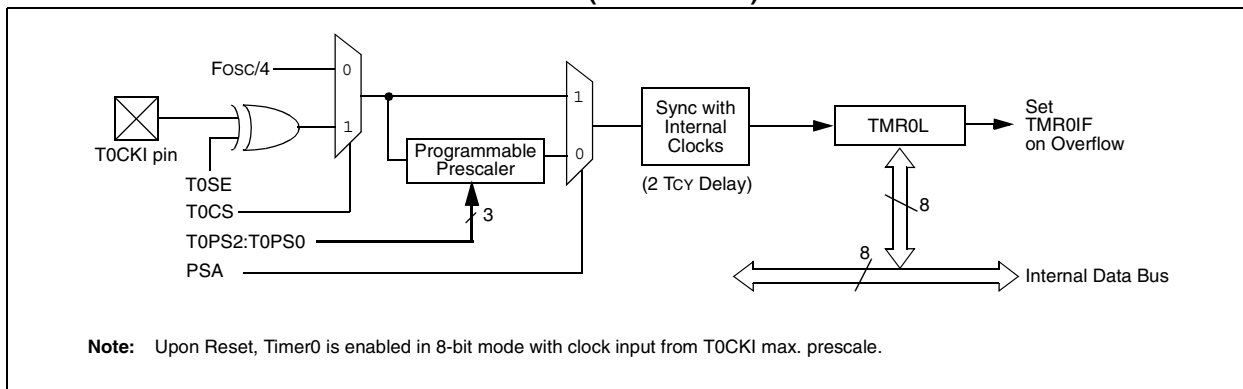 FOSC/4
0
1
T0CKI pin
T0SE
T0CS
T0PS2:T0PS0
PSA
Programmable
Prescaler
3
1
0
Sync with
Internal
Clocks
(2 TCY Delay)
TMR0L
Set
TMR0IF
on Overflow
8
8
Internal Data Bus
Note: Upon Reset, Timer0 is enabled in 8-bit mode with clock input from T0CKI max. prescale.